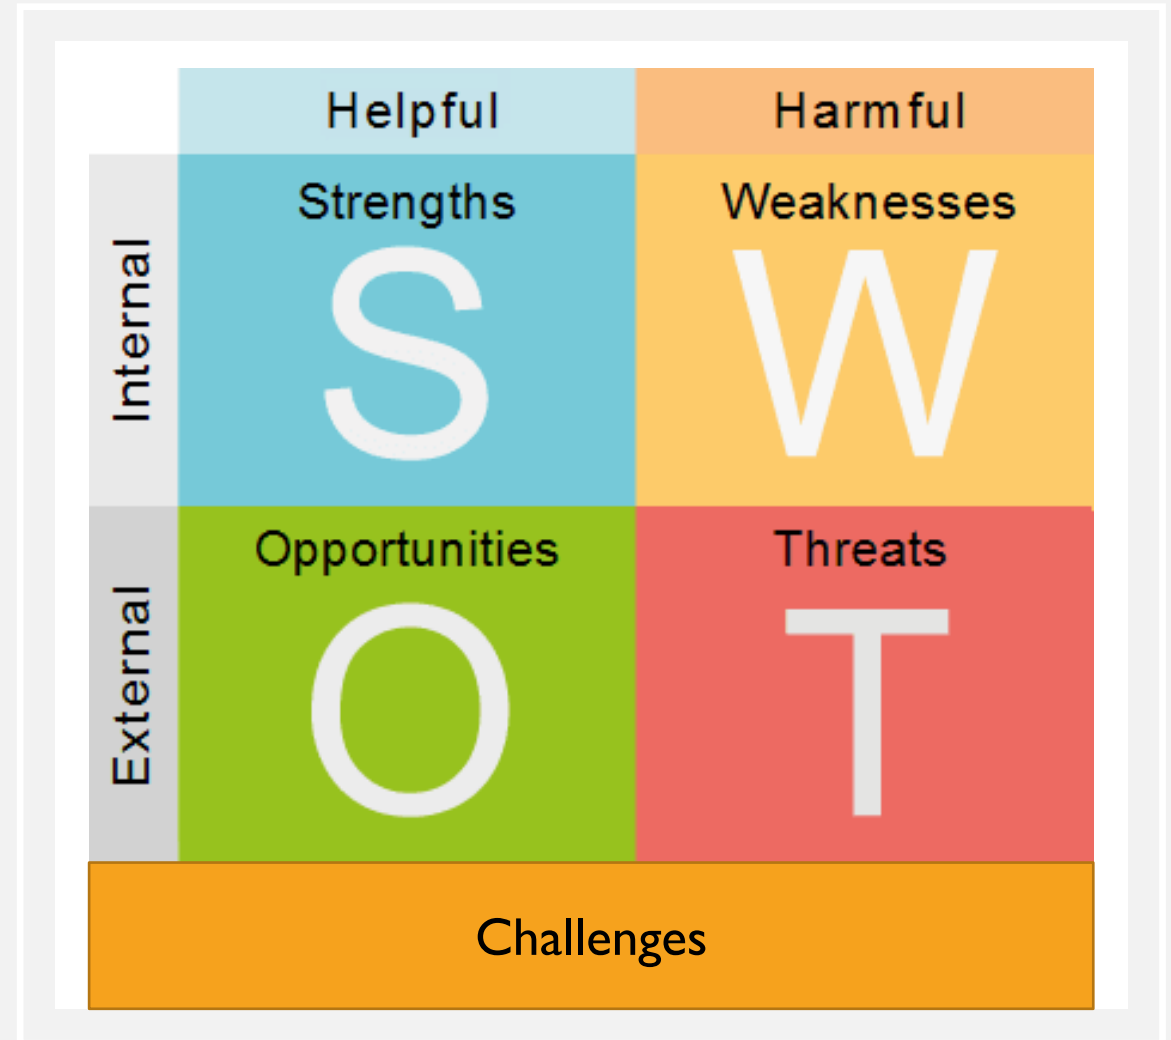 Helpful Harmful
Internal
Strengths Weaknesses
S W
External
Opportunities Threats
O T
Challenges